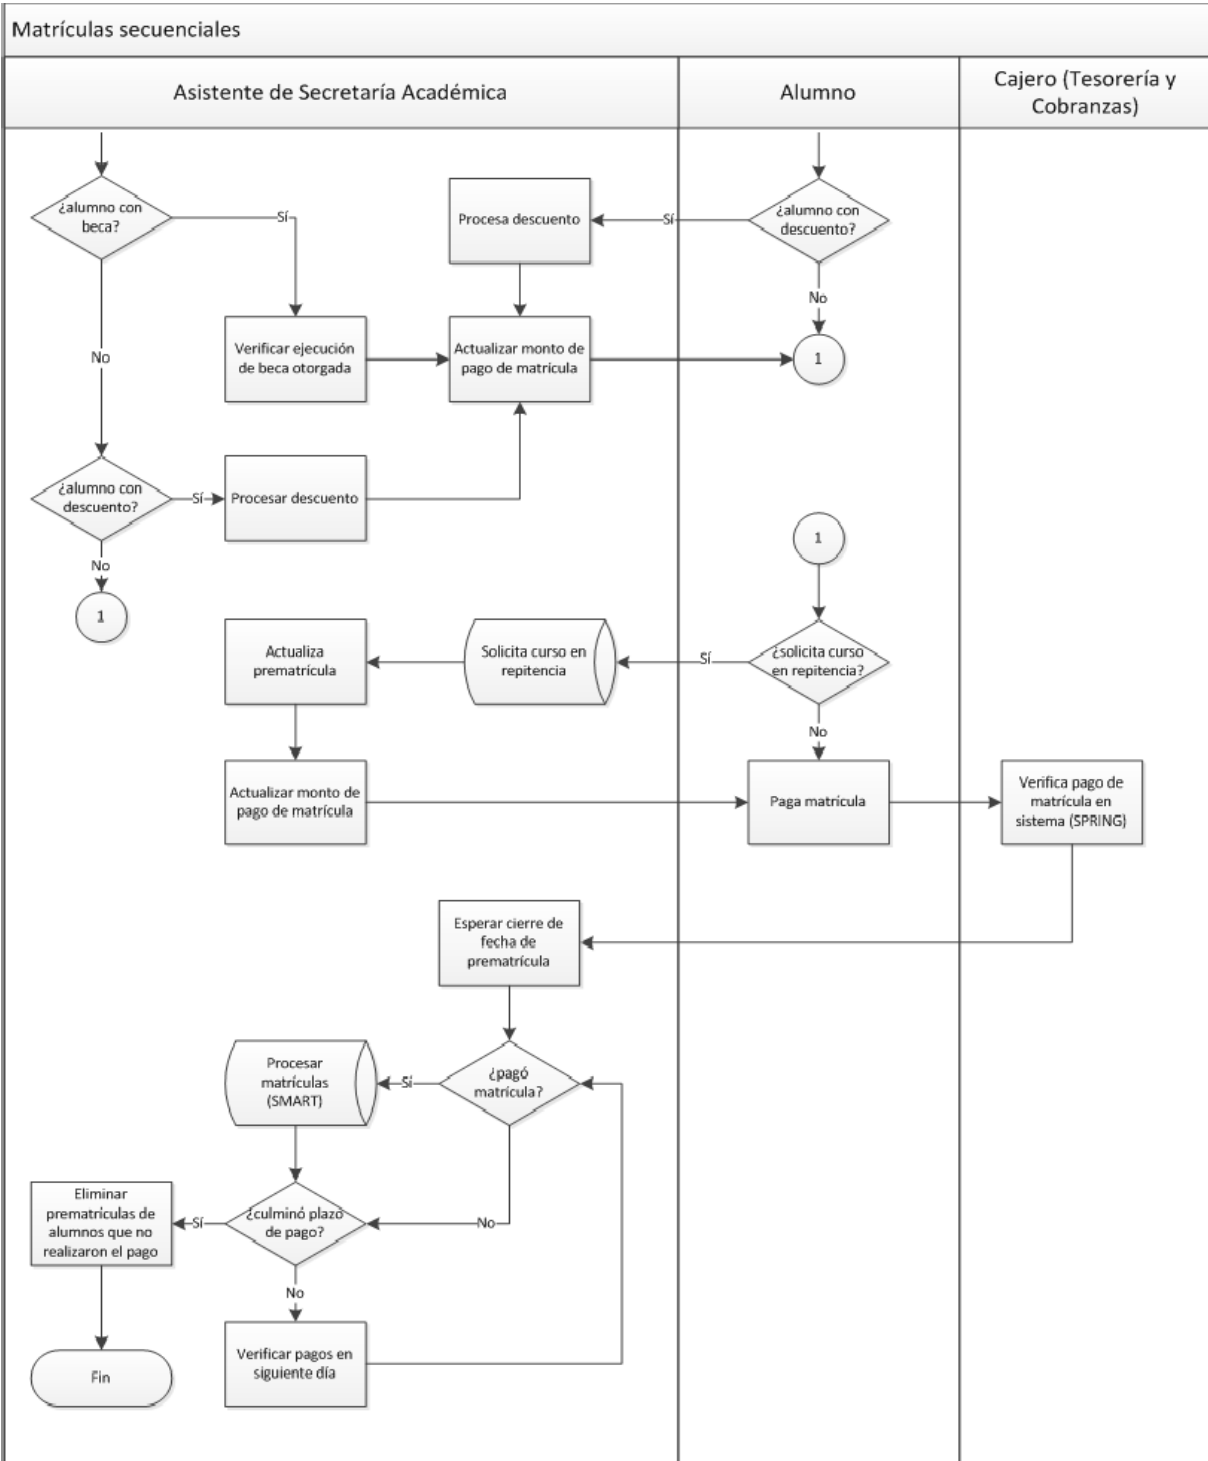 Matrículas secuenciales
Asistente de Secretaría Académica
Alumno
Cajero (Tesorería y
Cobranzas)
¿alumno con
beca?
Sí
Procesa descuento
Sí
¿alumno con
descuento?
No
No
Verificar ejecución
de beca otorgada
Actualizar monto de
pago de matrícula
1
¿alumno con
descuento?
Sí
Procesar descuento
No
1
1
Actualiza
prematrícula
Solicita curso en
repitencia
Sí
¿solicita curso
en repitencia?
No
Actualizar monto de
pago de matrícula
Paga matrícula
Verifica pago de
matrícula en
sistema (SPRING)
Esperar cierre de
fecha de
prematrícula
Procesar
matrículas
(SMART)
Sí
¿pagó
matrícula?
Eliminar
prematrículas de
alumnos que no
realizaron el pago
Sí
¿culminó plazo
de pago?
No
No
Verificar pagos en
siguiente día
Fin